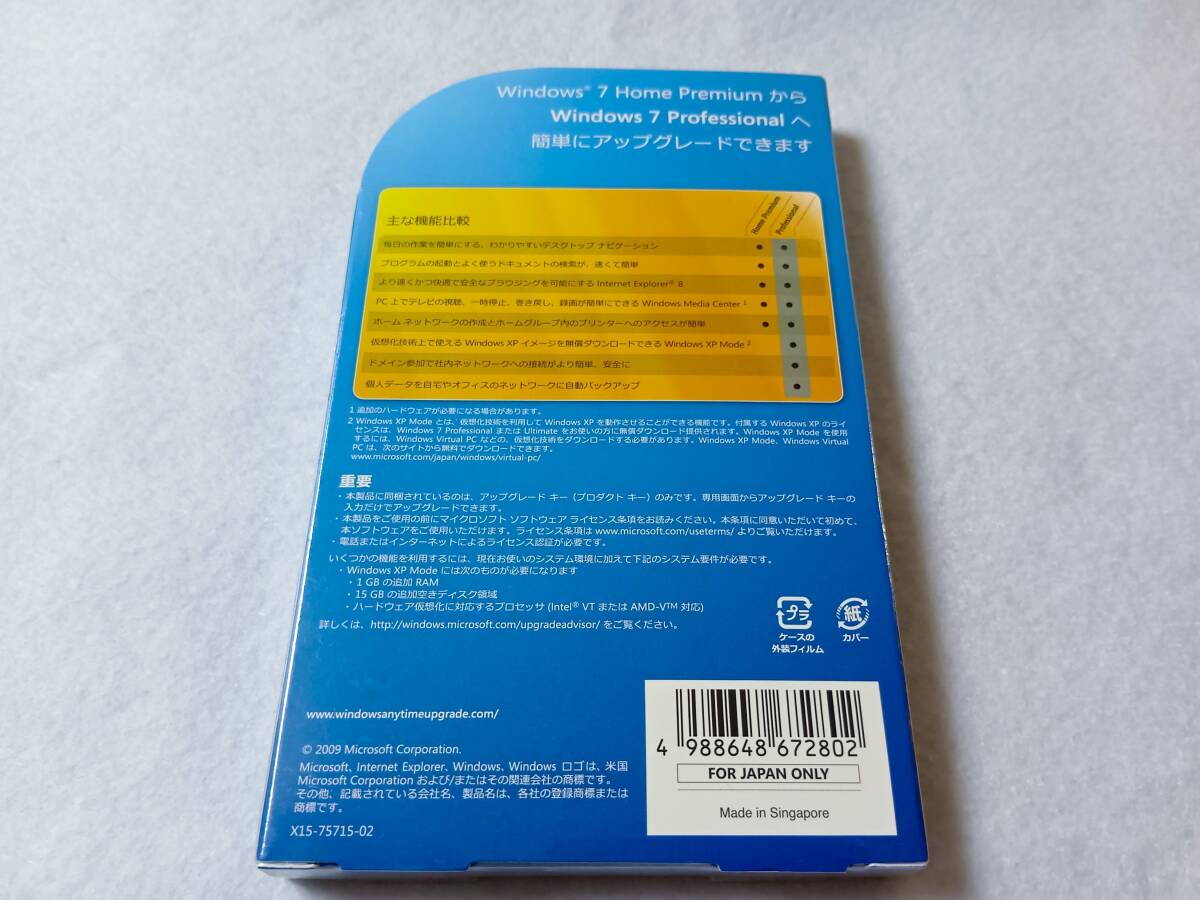 Windows® 7 Home Premium から
Windows 7 Professional へ
簡単にアップグレードできます
主な機能比較
Home Premium
Professional
毎日の作業を簡単にする、わかりやすいデスクトップ ナビゲーション
プログラムの起動とよく使うドキュメントの検索が、速くて簡単
より速くかつ快適で安全なブラウジングを可能にする Internet Explorer® 8
PC 上でテレビの視聴、一時停止、巻き戻し、録画が簡単にできる Windows Media Center 1
ホーム ネットワークの作成とホームグループ内のプリンターへのアクセスが簡単
仮想化技術上で使える Windows XP イメージを無償ダウンロードできる Windows XP Mode 2
ドメイン参加で社内ネットワークへの接続がより簡単、安全に
個人データを自宅やオフィスのネットワークに自動バックアップ
1 追加のハードウェアが必要になる場合があります。
2 Windows XP Mode とは、仮想化技術を利用して Windows XP を動作させることができる機能です。付属する Windows XP のライ
センスは、Windows 7 Professional または Ultimate をお使いの方に無償ダウンロード提供されます。Windows XP Mode を使用
するには、Windows Virtual PC などの、仮想化技術をダウンロードする必要があります。Windows XP Mode、Windows Virtual
PC は、次のサイトから無料でダウンロードできます。
www.microsoft.com/japan/windows/virtual-pc/
重要
・本製品に同梱されているのは、アップグレード キー（プロダクト キー）のみです。専用画面からアップグレード キーの
入力だけでアップグレードできます。
・本製品をご使用の前にマイクロソフト ソフトウェア ライセンス条項をお読みください。本条項に同意いただいて初めて、
本ソフトウェアをご使用いただけます。ライセンス条項は www.microsoft.com/useterms/ よりご覧いただけます。
・電話またはインターネットによるライセンス認証が必要です。
いくつかの機能を利用するには、現在お使いのシステム環境に加えて下記のシステム要件が必要です。
・Windows XP Mode には次のものが必要になります
・1 GB の追加 RAM
・15 GB の追加空きディスク領域
・ハードウェア仮想化に対応するプロセッサ (Intel® VT または AMD-V™ 対応)
詳しくは、http://windows.microsoft.com/upgradeadvisor/ をご覧ください。
プラ
ケースの
外装フィルム
紙
カバー
www.windowsanytimeupgrade.com/
© 2009 Microsoft Corporation.
Microsoft、Internet Explorer、Windows、Windows ロゴは、米国
Microsoft Corporation および/またはその関連会社の商標です。
その他、記載されている会社名、製品名は、各社の登録商標または
商標です。
X15-75715-02
4 988648 672802
FOR JAPAN ONLY
Made in Singapore